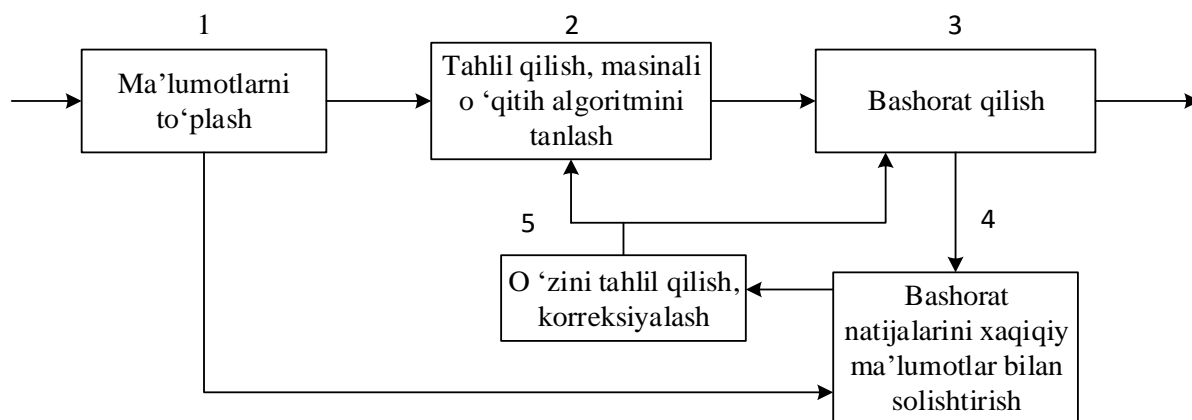 1
Ma’lumotlarni
to‘plash
2
Tahlil qilish, masinali
o ‘qitih algoritmini
tanlash
3
Bashorat qilish
4
Bashorat
natijalarini xaqiqiy
ma’lumotlar bilan
solishtirish
5
O ‘zini tahlil qilish,
korreksiyalash